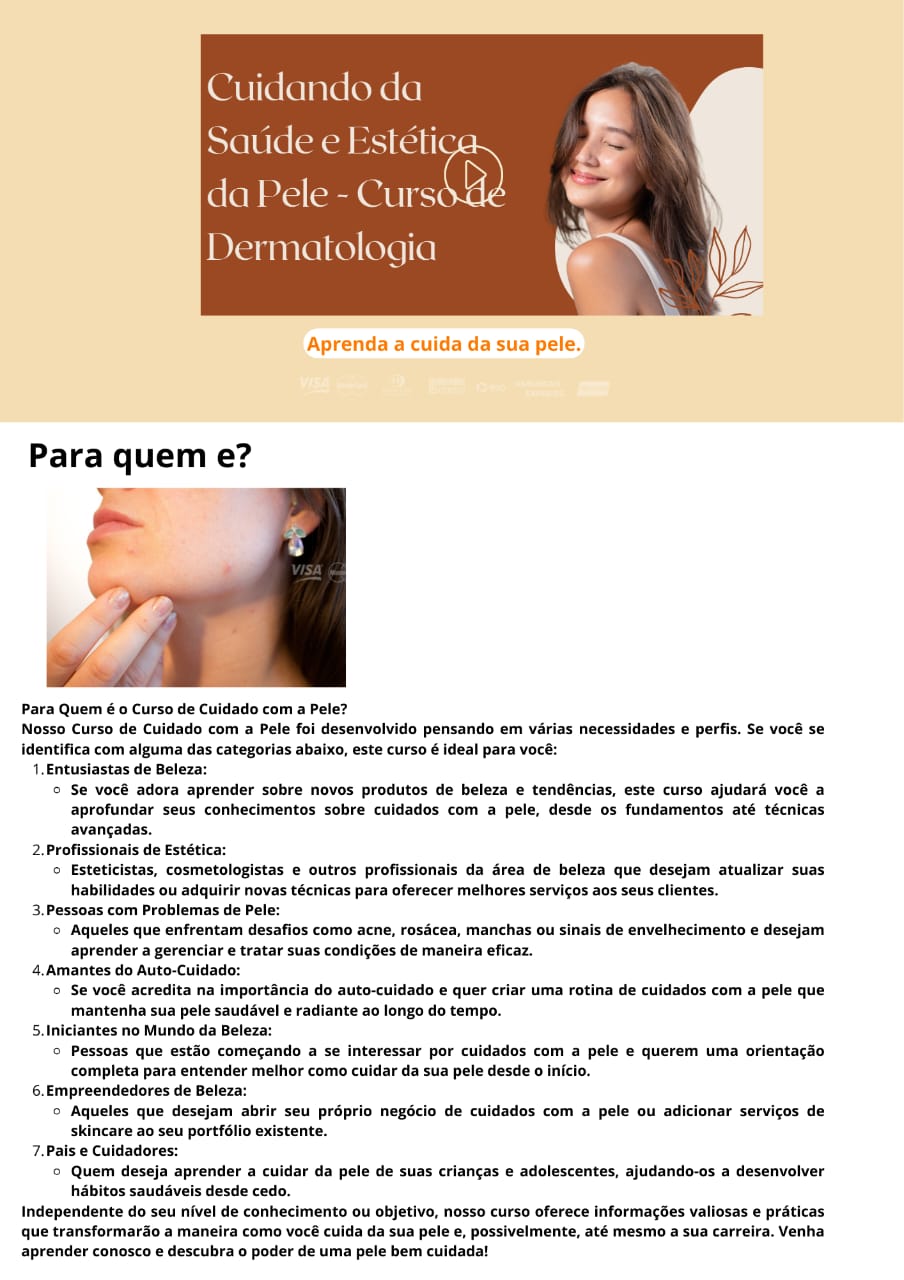 Cuidando da
Saúde e Estética
da Pele - Curso de
Dermatologia
Aprenda a cuida da sua pele.
VISA
Para quem e?
VISA
Para Quem é o Curso de Cuidado com a Pele?
Nosso Curso de Cuidado com a Pele foi desenvolvido pensando em várias necessidades e perfis. Se você se
identifica com alguma das categorias abaixo, este curso é ideal para você:
1. Entusiastas de Beleza:
Se você adora aprender sobre novos produtos de beleza e tendências, este curso ajudará você a
aprofundar seus conhecimentos sobre cuidados com a pele, desde os fundamentos até técnicas
avançadas.
2. Profissionais de Estética:
Esteticistas, cosmetologistas e outros profissionais da área de beleza que desejam atualizar suas
habilidades ou adquirir novas técnicas para oferecer melhores serviços aos seus clientes.
3. Pessoas com Problemas de Pele:
Aqueles que enfrentam desafios como acne, rosácea, manchas ou sinais de envelhecimento e desejam
aprender a gerenciar e tratar suas condições de maneira eficaz.
4. Amantes do Auto-Cuidado:
Se você acredita na importância do auto-cuidado e quer criar uma rotina de cuidados com a pele que
mantenha sua pele saudável e radiante ao longo do tempo.
5. Iniciantes no Mundo da Beleza:
Pessoas que estão começando a se interessar por cuidados com a pele e querem uma orientação
completa para entender melhor como cuidar da sua pele desde o início.
6. Empreendedores de Beleza:
Aqueles que desejam abrir seu próprio negócio de cuidados com a pele ou adicionar serviços de
skincare ao seu portfólio existente.
7. Pais e Cuidadores:
Quem deseja aprender a cuidar da pele de suas crianças e adolescentes, ajudando-os a desenvolver
hábitos saudáveis desde cedo.
Independente do seu nível de conhecimento ou objetivo, nosso curso oferece informações valiosas e práticas
que transformarão a maneira como você cuida da sua pele e, possivelmente, até mesmo a sua carreira. Venha
aprender conosco e descubra o poder de uma pele bem cuidada!